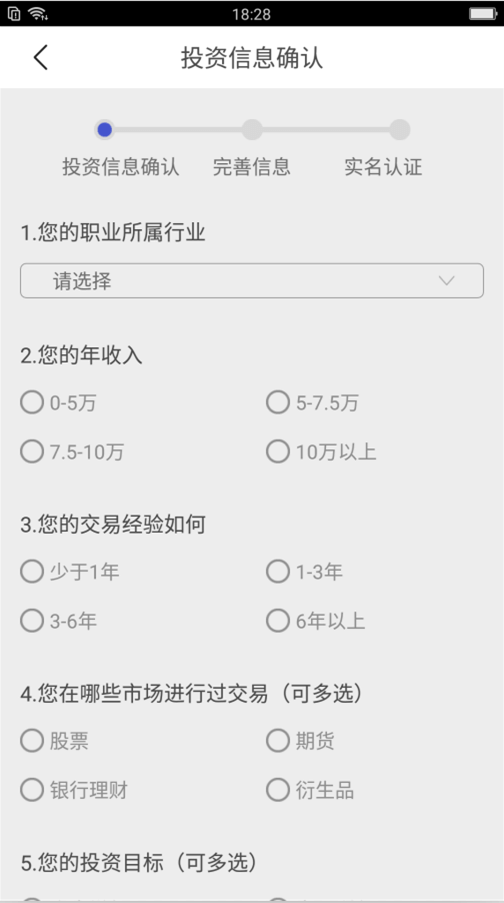 18:28
投资信息确认
投资信息确认 完善信息 实名认证
1.您的职业所属行业
请选择
2.您的年收入
0-5万 5-7.5万
7.5-10万 10万以上
3.您的交易经验如何
少于1年 1-3年
3-6年 6年以上
4.您在哪些市场进行过交易（可多选）
股票 期货
银行理财 衍生品
5.您的投资目标（可多选）